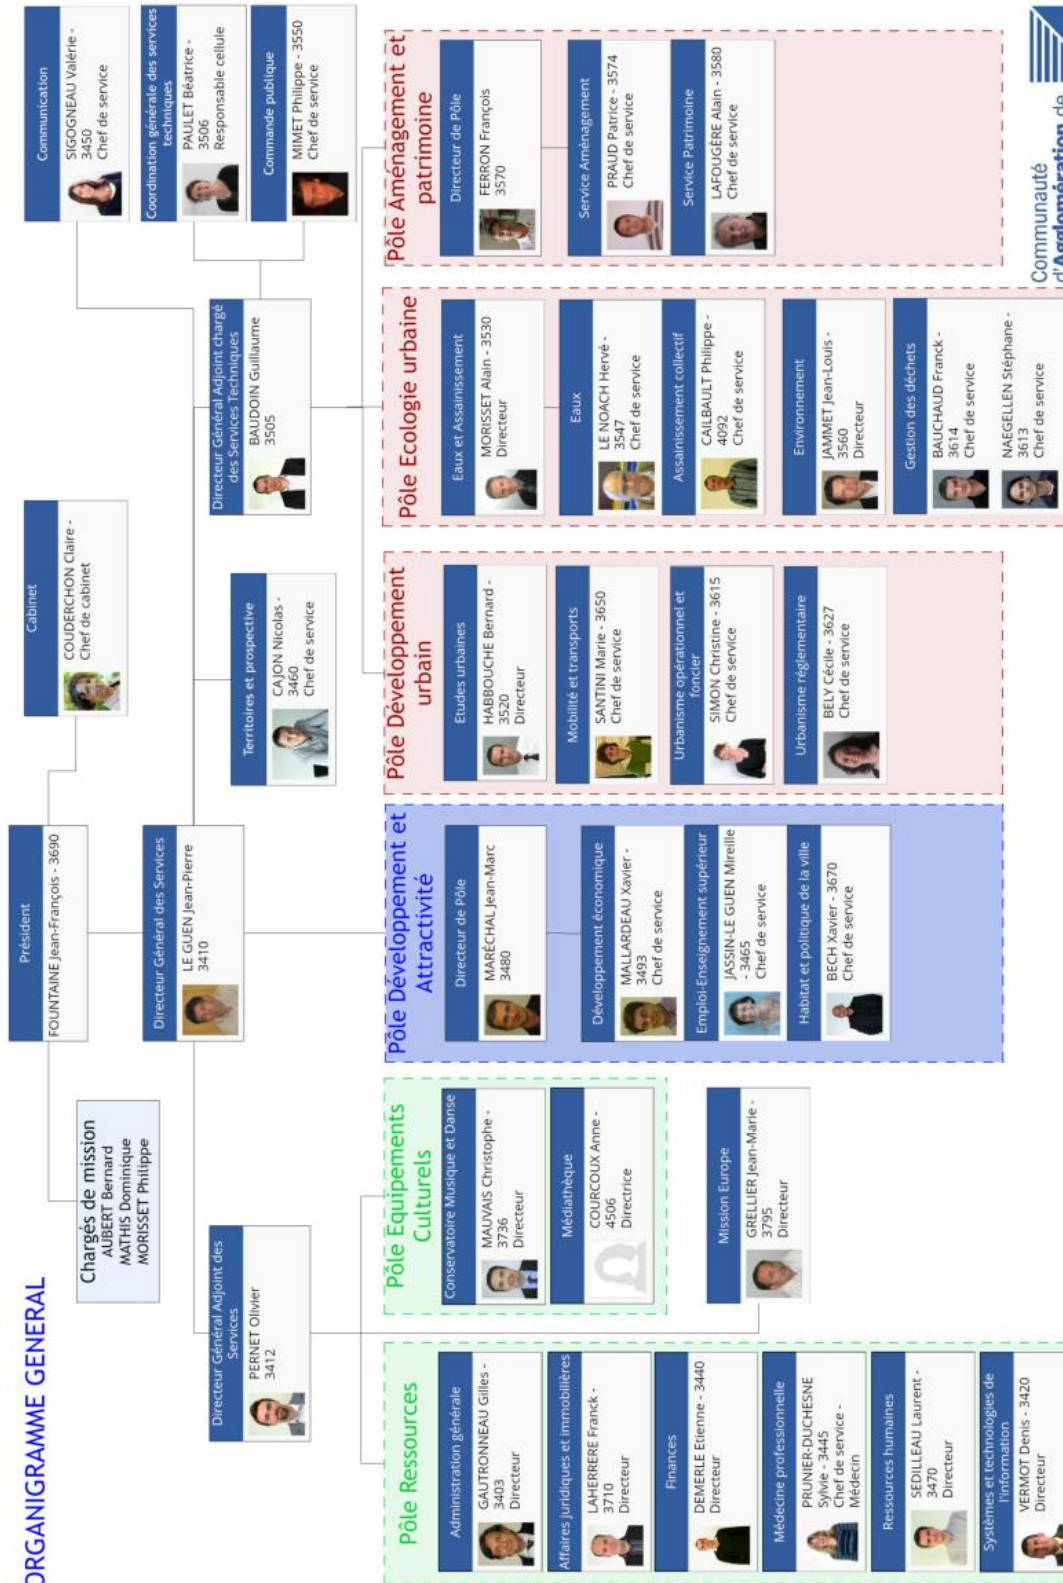 ORGANIGRAMME GENERAL
Président
FOUNTAINE Jean-François - 3690
Cabinet
COUDERCHON Claire -
Chef de cabinet
Chargés de mission
AUBERT Bernard
MATHIS Dominique
MORISSET Philippe
Directeur Général des Services
LE GUEN Jean-Pierre
3410
Communication
SIGOGNEAU Valérie -
3450
Chef de service
Coordination générale des services
techniques
PAULET Béatrice -
3506
Responsable cellule
Commande publique
MIMET Philippe - 3550
Chef de service
Directeur Général Adjoint des
Services
PERNET Olivier
3412
Territoires et prospective
CAJON Nicolas -
3460
Chef de service
Directeur Général Adjoint chargé
des Services Techniques
BAUDOIN Guillaume
3505
Pôle Ressources
Administration générale
GAUTRONNEAU Gilles -
3403
Directeur
Affaires juridiques et immobilières
LAHERRERE Franck -
3710
Directeur
Finances
DEMERLE Etienne - 3440
Directeur
Médecine professionnelle
PRUNIER-DUCHESNE
Sylvie - 3445
Chef de service -
Médecin
Ressources humaines
SEDILLEAU Laurent -
3470
Directeur
Systèmes et technologies de
l'information
VERMOT Denis - 3420
Directeur
Pôle Equipements
Culturels
Conservatoire Musique et Danse
MAUVAIS Christophe -
3736
Directeur
Médiathèque
COURCOUX Anne -
4506
Directrice
Mission Europe
GRELLIER Jean-Marie -
3795
Directeur
Pôle Développement et
Attractivité
Directeur de Pôle
MARÉCHAL Jean-Marc
3480
Développement économique
MALLARDEAU Xavier -
3493
Chef de service
Emploi-Enseignement supérieur
JASSIN-LE GUEN Mireille
- 3465
Chef de service
Habitat et politique de la ville
BECH Xavier - 3670
Chef de service
Pôle Développement
urbain
Etudes urbaines
HABBOUCHE Bernard -
3520
Directeur
Mobilité et transports
SANTINI Marie - 3650
Chef de service
Urbanisme opérationnel et
foncier
SIMON Christine - 3615
Chef de service
Urbanisme réglementaire
BELY Cécile - 3627
Chef de service
Pôle Ecologie urbaine
Eaux et Assainissement
MORISSET Alain - 3530
Directeur
Eaux
LE NOACH Hervé -
3547
Chef de service
Assainissement collectif
CAILBAULT Philippe -
4092
Chef de service
Environnement
JAMMET Jean-Louis -
3560
Directeur
Gestion des déchets
BAUCHAUD Franck -
3614
Chef de service
NAEGELLEN Stéphane -
3613
Chef de service
Pôle Aménagement et
patrimoine
Directeur de Pôle
FERRON François
3570
Service Aménagement
PRAUD Patrice - 3574
Chef de service
Service Patrimoine
LAFOUGÈRE Alain - 3580
Chef de service
Communauté
d'Agglomération de